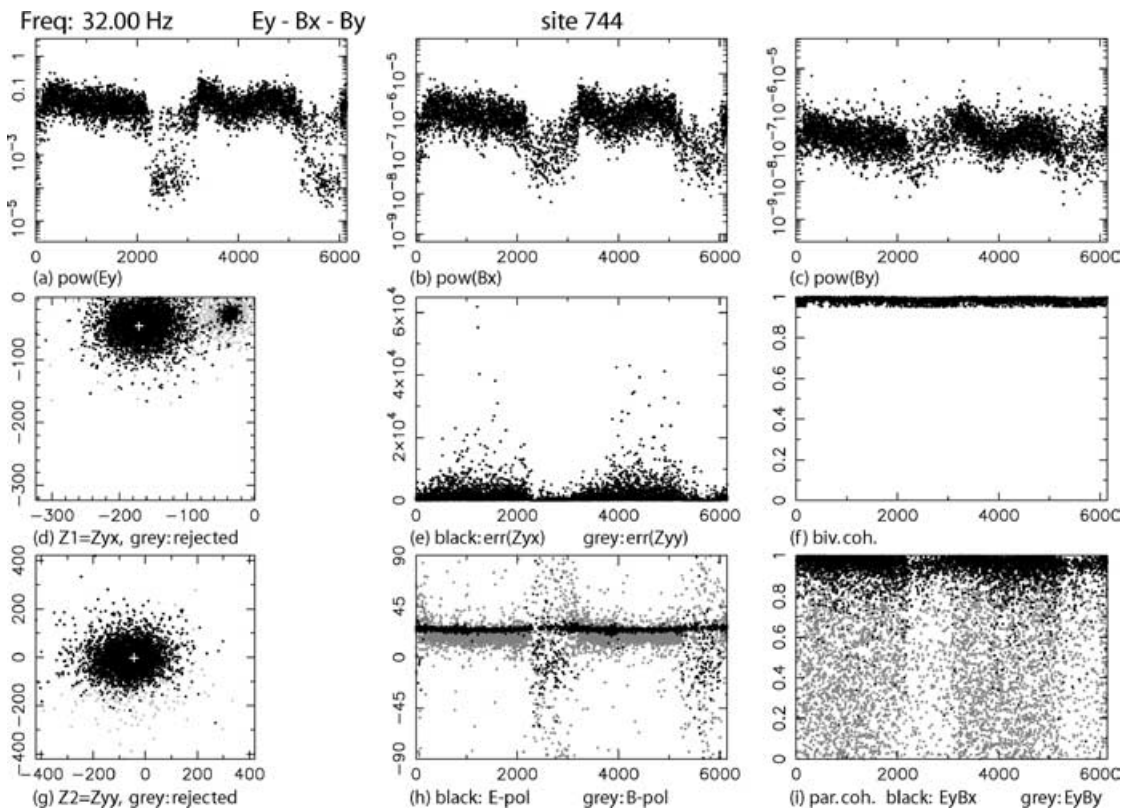 Freq: 32.00 Hz Ey - Bx - By site 744
1
0.1
10⁻³
10⁻⁵
0 2000 4000 6000
(a) pow(Ey)
10⁻⁵
10⁻⁶
10⁻⁷
10⁻⁸
10⁻⁹
0 2000 4000 6000
(b) pow(Bx)
10⁻⁵
10⁻⁶
10⁻⁷
10⁻⁸
10⁻⁹
0 2000 4000 6000
(c) pow(By)
0
−100
−200
−300
−300 −200 −100 0
(d) Z1=Zyx, grey:rejected
6×10⁴
4×10⁴
2×10⁴
0
0 2000 4000 6000
(e) black:err(Zyx) grey:err(Zyy)
1
0.8
0.6
0.4
0.2
0
0 2000 4000 6000
(f) biv.coh.
400
200
0
−200
−400
−400 −200 0 200 400
(g) Z2=Zyy, grey:rejected
90
45
0
−45
−90
0 2000 4000 6000
(h) black: E-pol grey:B-pol
1
0.8
0.6
0.4
0.2
0
0 2000 4000 6000
(i) par.coh. black: EyBx grey:EyBy